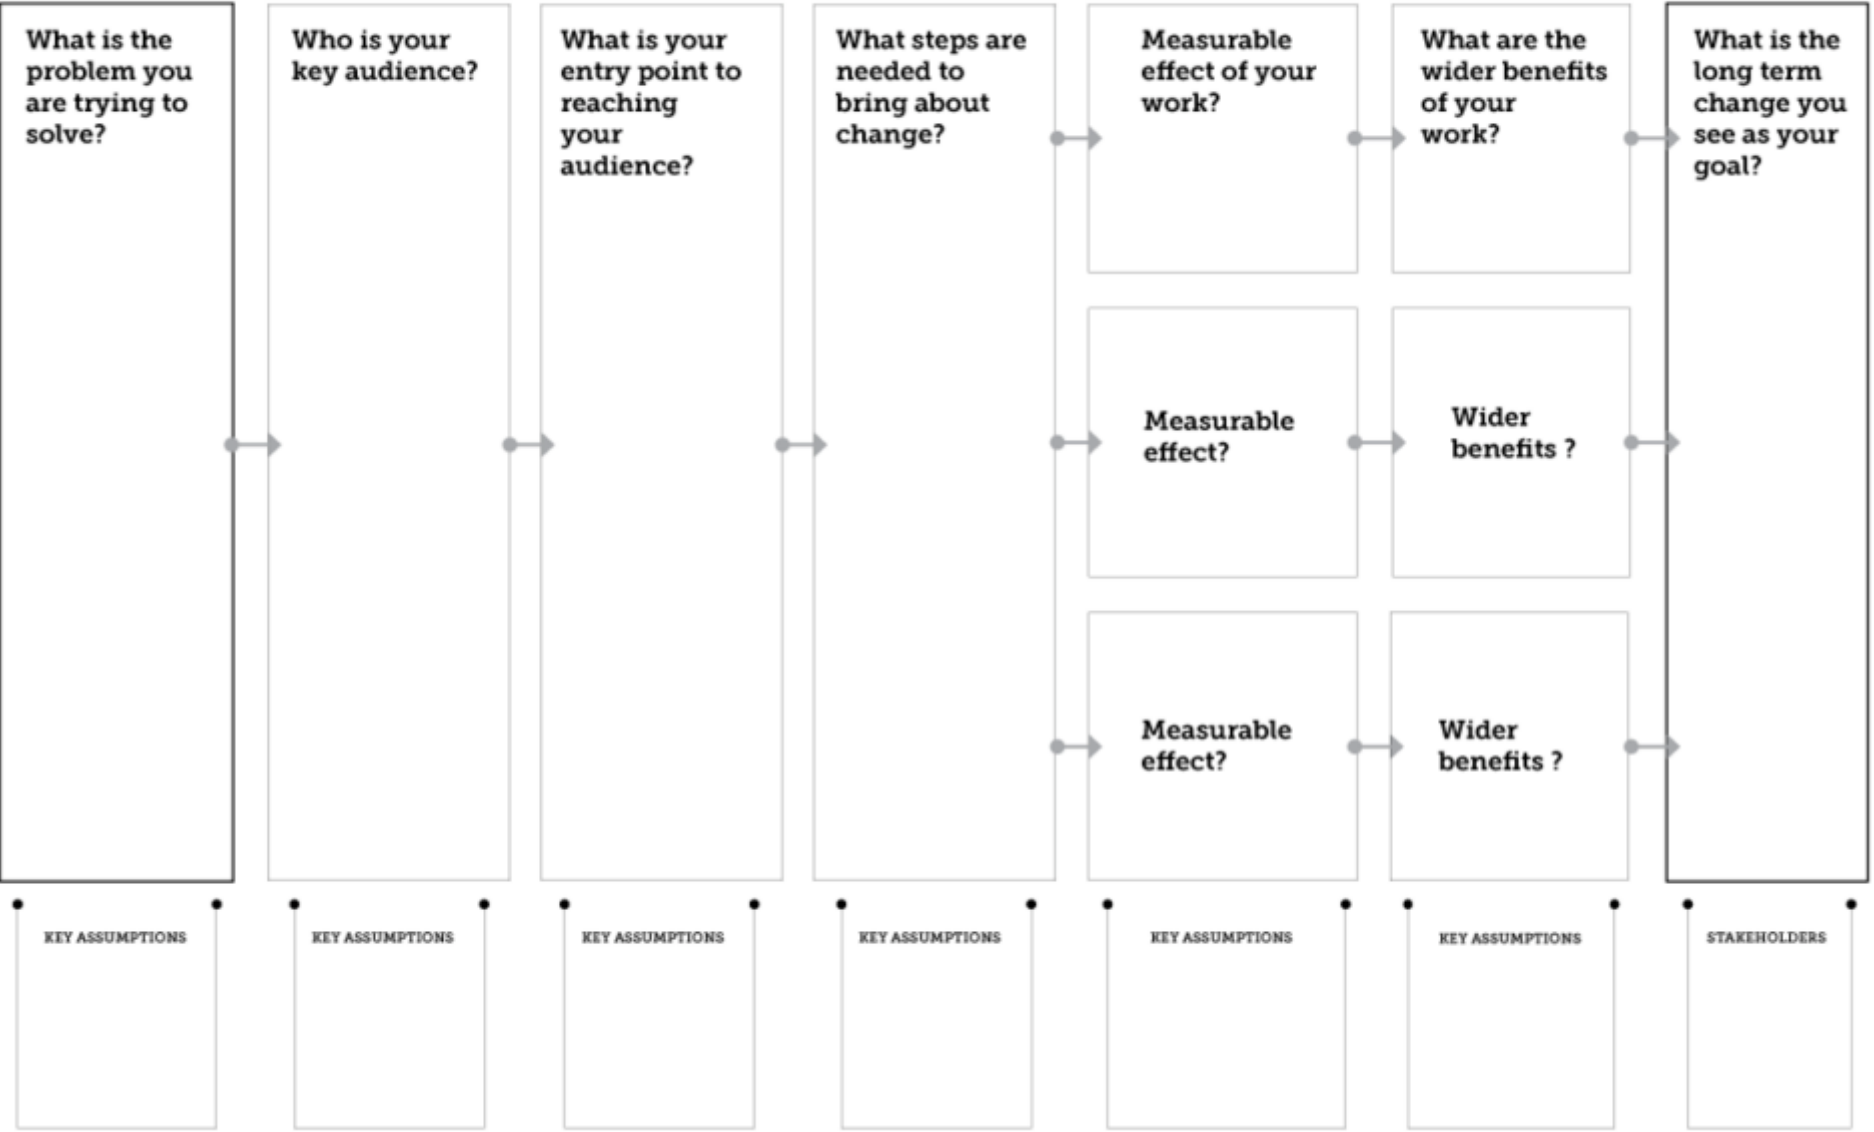 What is the
problem you
are trying to
solve?
Who is your
key audience?
What is your
entry point to
reaching
your
audience?
What steps are
needed to
bring about
change?
Measurable
effect of your
work?
What are the
wider benefits
of your
work?
What is the
long term
change you
see as your
goal?
Measurable
effect?
Wider
benefits ?
Measurable
effect?
Wider
benefits ?
KEY ASSUMPTIONS
KEY ASSUMPTIONS
KEY ASSUMPTIONS
KEY ASSUMPTIONS
KEY ASSUMPTIONS
KEY ASSUMPTIONS
STAKEHOLDERS